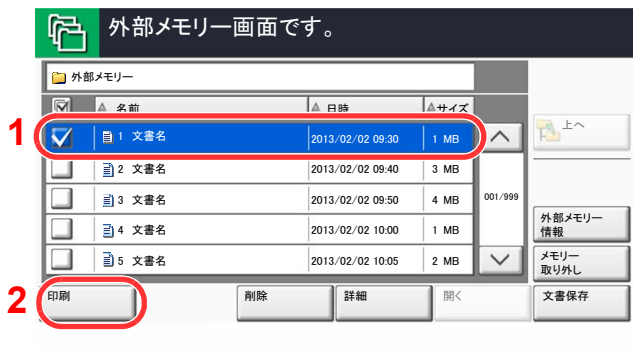 外部メモリー画面です。
外部メモリー
名前 日時 サイズ
1 1 文書名 2013/02/02 09:30 1 MB
上へ
2 文書名 2013/02/02 09:40 3 MB
3 文書名 2013/02/02 09:50 4 MB
001/999
4 文書名 2013/02/02 10:00 1 MB
外部メモリー
情報
5 文書名 2013/02/02 10:05 2 MB
メモリー
取り外し
2 印刷 削除 詳細 開く 文書保存